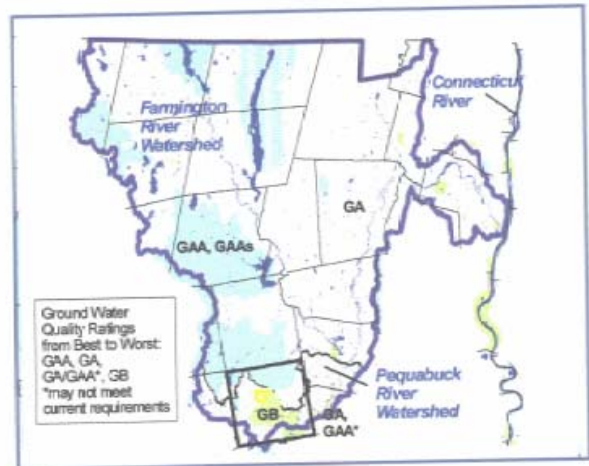 Farmington
River
Watershed
Connecticut
River
GA
GAA, GAAs
Ground Water
Quality Ratings
from Best to Worst:
GAA, GA,
GA/GAA*, GB
*may not meet
current requirements
Pequabuck
River
Watershed
GB
GA,
GAA*